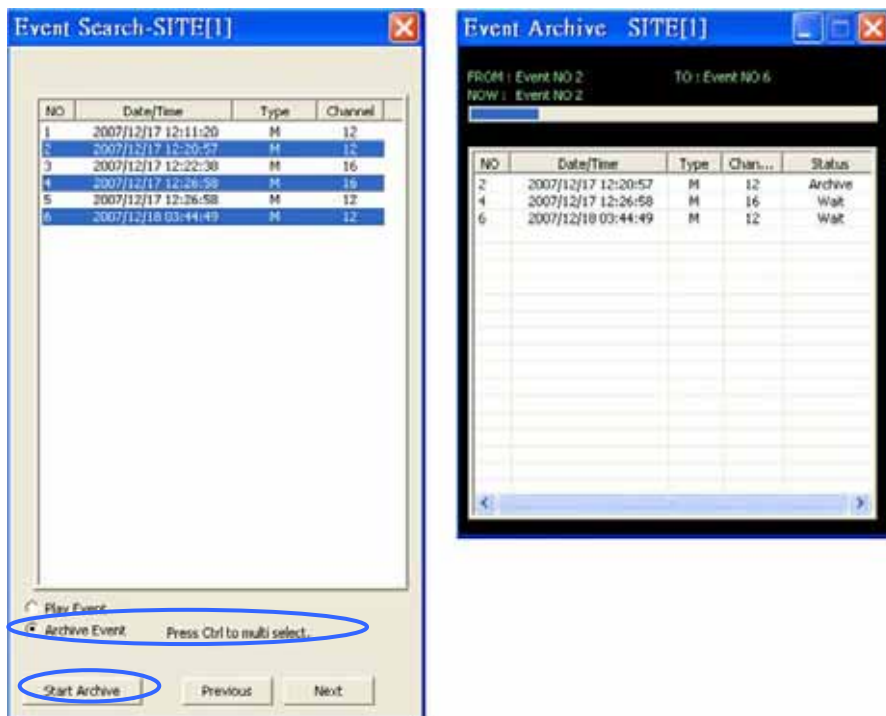 Event Search-SITE[1]
NO Date/Time Type Channel
1 2007/12/17 12:11:20 M 12
2 2007/12/17 12:20:57 M 12
3 2007/12/17 12:22:38 M 16
4 2007/12/17 12:26:58 M 16
5 2007/12/17 12:26:58 M 12
6 2007/12/18 03:44:49 M 12
Play Event
Archive Event Press Ctrl to multi select.
Start Archive Previous Next
Event Archive SITE[1]
FROM : Event NO 2 TO : Event NO 6
NOW : Event NO 2
NO Date/Time Type Chan... Status
2 2007/12/17 12:20:57 M 12 Archive
4 2007/12/17 12:26:58 M 16 Wait
6 2007/12/18 03:44:49 M 12 Wait